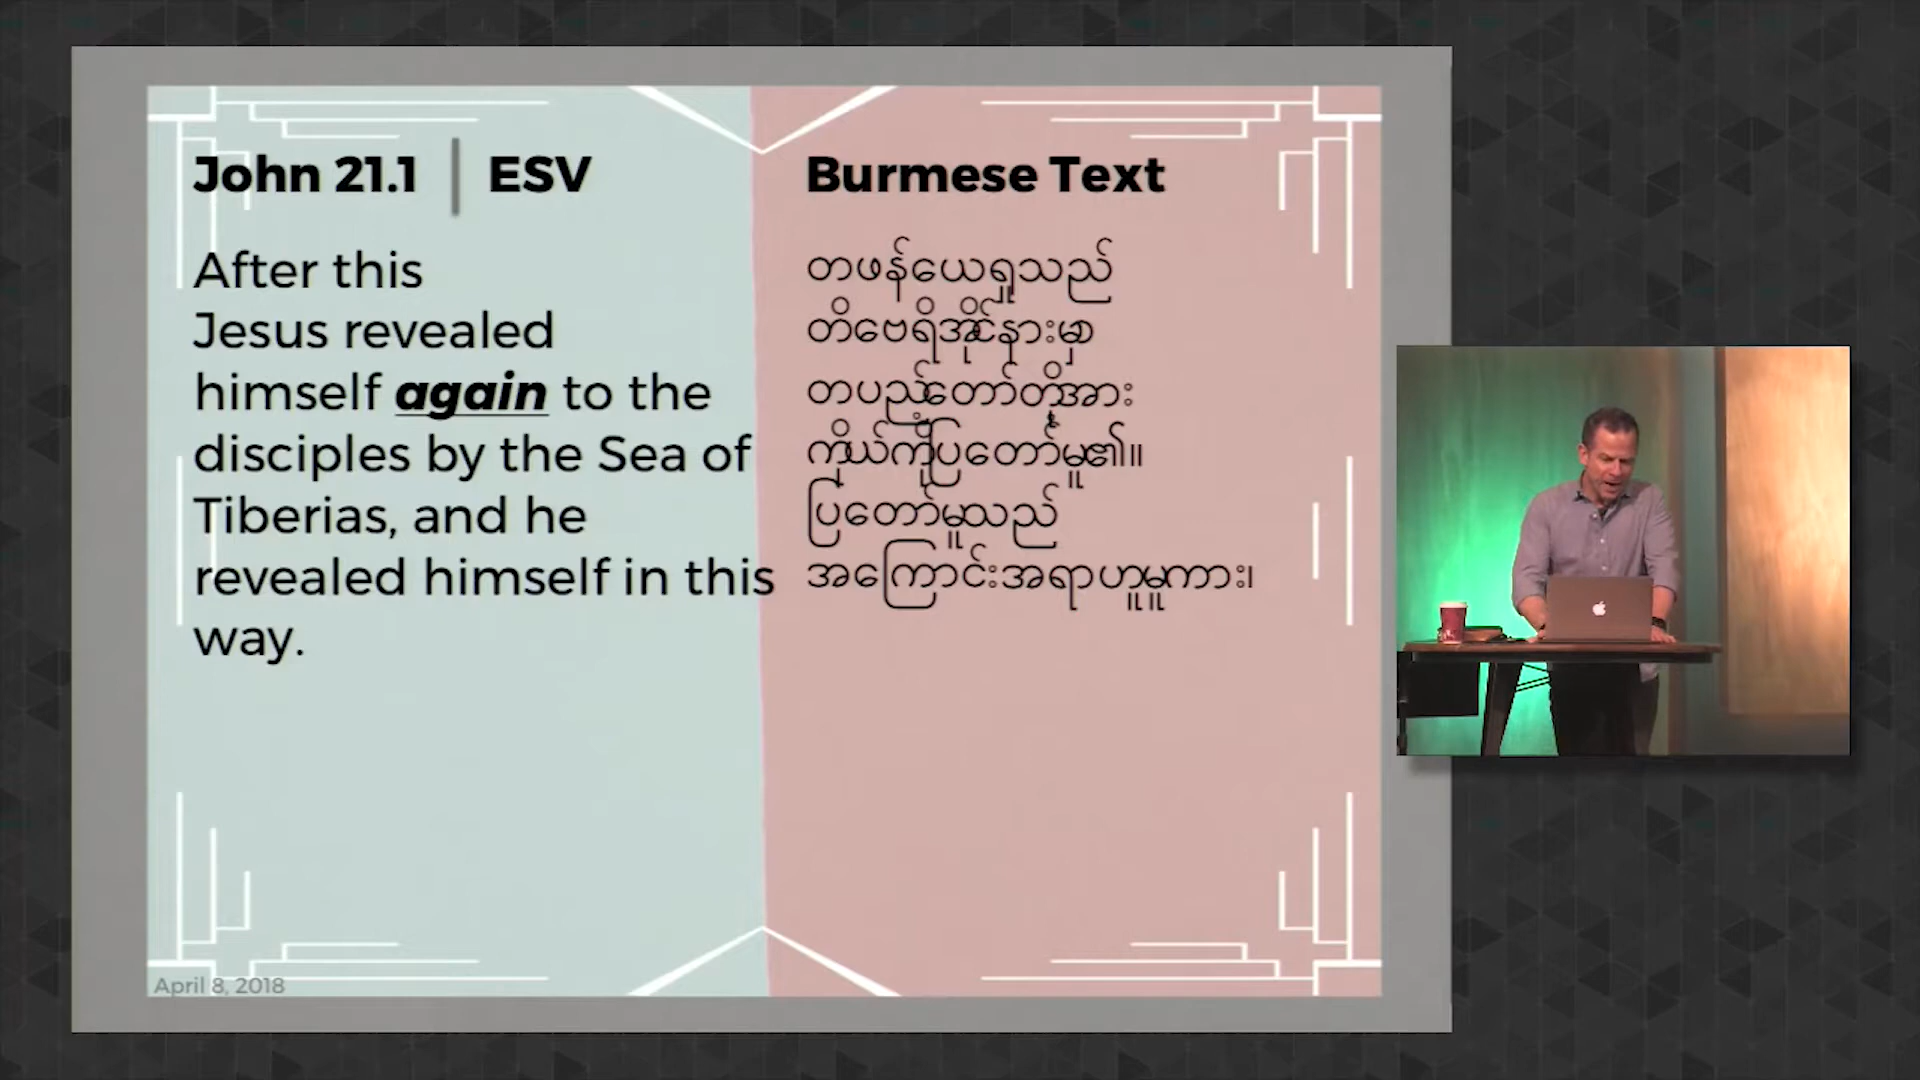 John 21.1 | ESV
After this
Jesus revealed
himself again to the
disciples by the Sea of
Tiberias, and he
revealed himself in this
way.
Burmese Text
တဖန်ယေရှုသည်
တိဗေရိအိုင်နားမှာ
တပည့်တော်တို့အား
ကိုယ်ကိုပြတော်မူ၏။
ပြတော်မူသည်
အကြောင်းအရာဟူမူကား၊
April 8, 2018